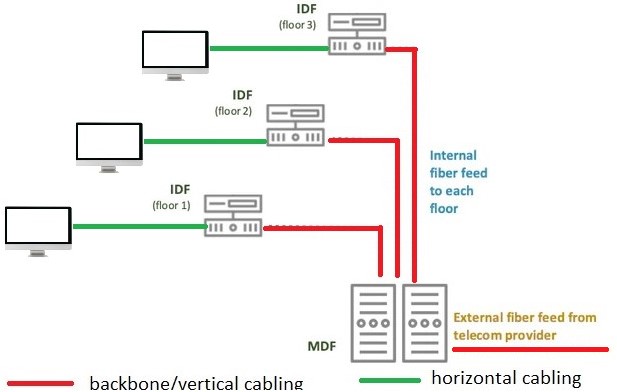 IDF
(floor 3)
IDF
(floor 2)
Internal
fiber feed
to each
floor
IDF
(floor 1)
External fiber feed from
telecom provider
MDF
backbone/vertical cabling
horizontal cabling